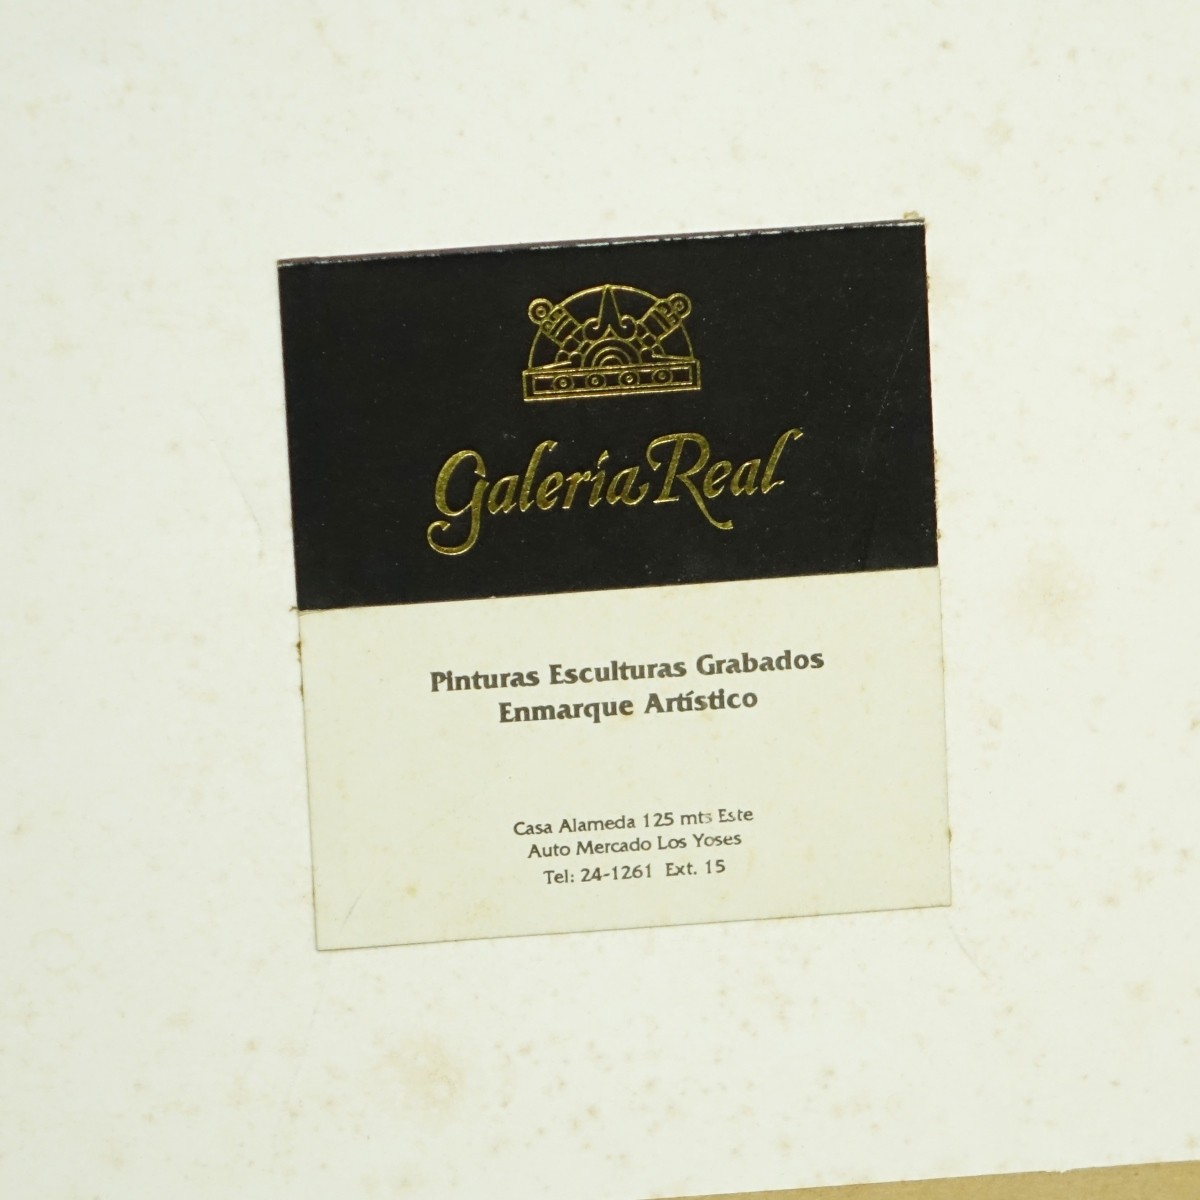 Galería Real
Pinturas Esculturas Grabados
Enmarque Artístico
Casa Alameda 125 mts Este
Auto Mercado Los Yoses
Tel: 24-1261 Ext. 15